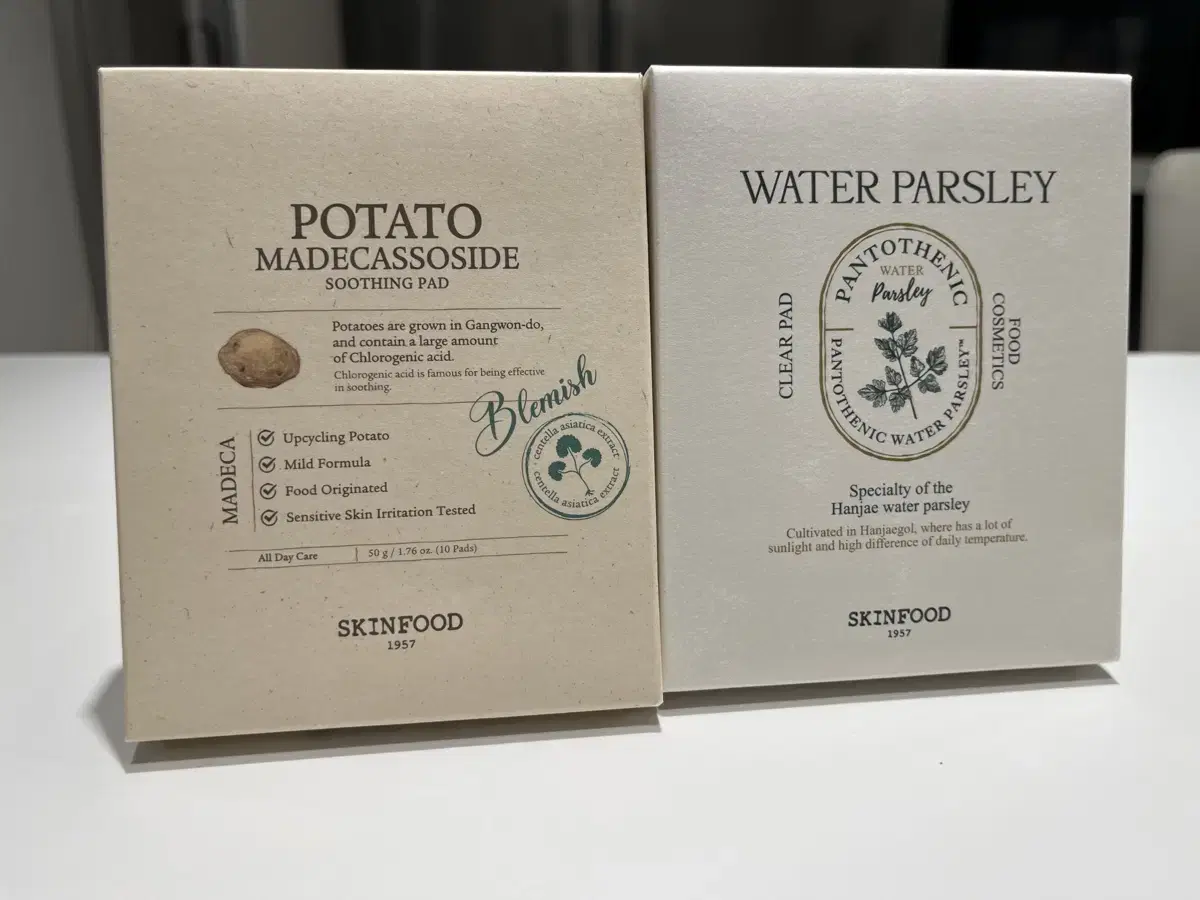 POTATO
MADECASSOSIDE
SOOTHING PAD
Potatoes are grown in Gangwon-do,
and contain a large amount
of Chlorogenic acid.
Chlorogenic acid is famous for being effective
in soothing.
Blemish
centella asiatica extract
centella asiatica extract
MADECA
Upcycling Potato
Mild Formula
Food Originated
Sensitive Skin Irritation Tested
All Day Care
50 g / 1.76 oz. (10 Pads)
SKINFOOD
1957
WATER PARSLEY
PANTOTHENIC
WATER
Parsley
PANTOTHENIC WATER PARSLEY™
CLEAR PAD
FOOD
COSMETICS
Specialty of the
Hanjae water parsley
Cultivated in Hanjaegol, where has a lot of
sunlight and high difference of daily temperature.
SKINFOOD
1957